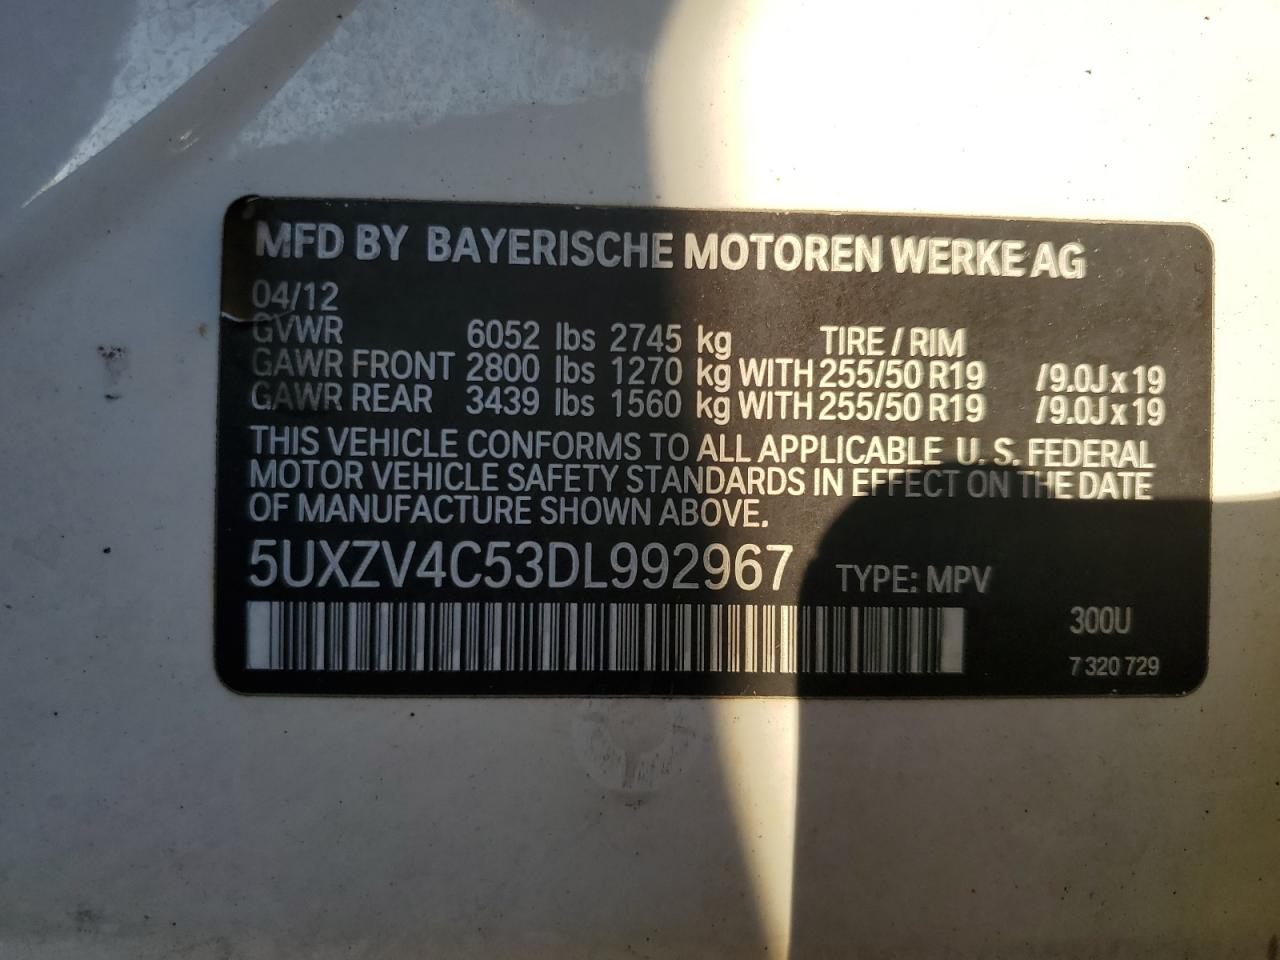 MFD BY BAYERISCHE MOTOREN WERKE AG
04/12
GVWR 6052 lbs 2745 kg TIRE / RIM
GAWR FRONT 2800 lbs 1270 kg WITH 255/50 R19 /9.0J x 19
GAWR REAR 3439 lbs 1560 kg WITH 255/50 R19 /9.0J x 19
THIS VEHICLE CONFORMS TO ALL APPLICABLE U. S. FEDERAL
MOTOR VEHICLE SAFETY STANDARDS IN EFFECT ON THE DATE
OF MANUFACTURE SHOWN ABOVE.
5UXZV4C53DL992967 TYPE: MPV
300U
7 320 729